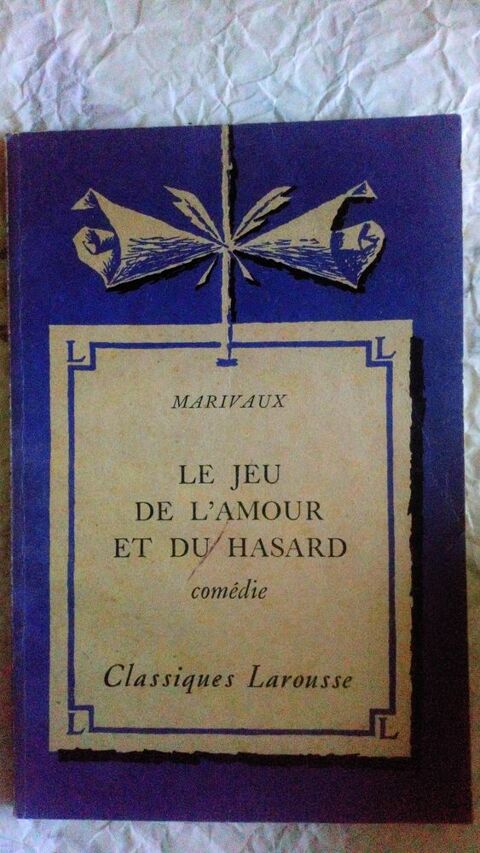 L L
MARIVAUX
LE JEU
DE L'AMOUR
ET DU HASARD
comédie
Classiques Larousse
L L